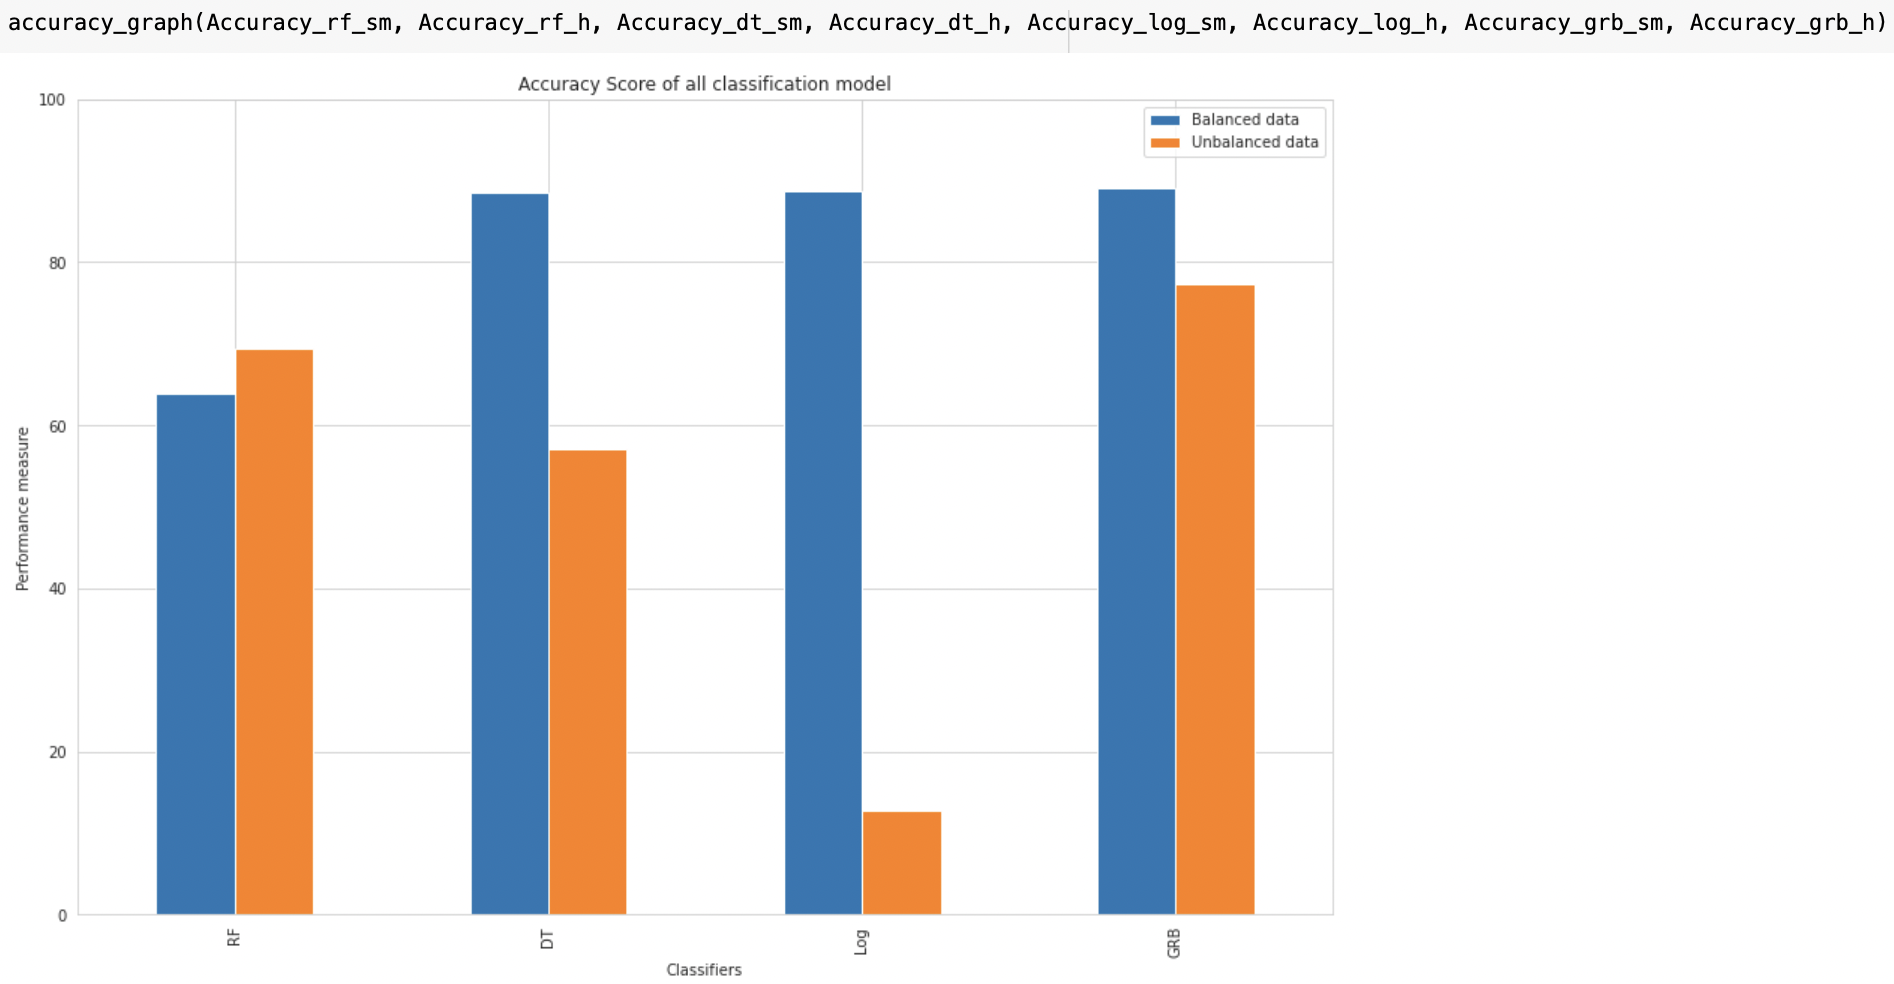 accuracy_graph(Accuracy_rf_sm, Accuracy_rf_h, Accuracy_dt_sm, Accuracy_dt_h, Accuracy_log_sm, Accuracy_log_h, Accuracy_grb_sm, Accuracy_grb_h)
Accuracy Score of all classification model
Balanced data
Unbalanced data
Performance measure
100
80
60
40
20
0
RF
DT
Log
GRB
Classifiers